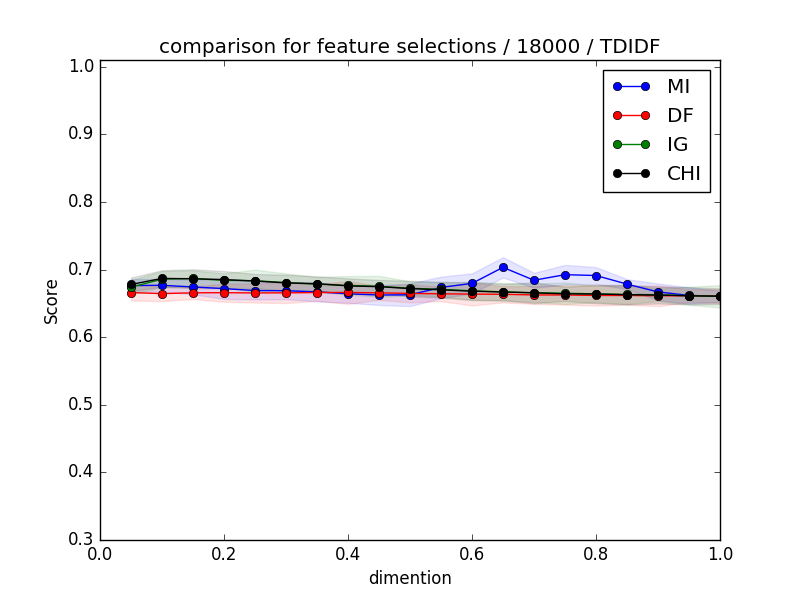 comparison for feature selections / 18000 / TDIDF
MI
DF
IG
CHI
Score
1.0
0.9
0.8
0.7
0.6
0.5
0.4
0.3
0.0 0.2 0.4 0.6 0.8 1.0
dimention